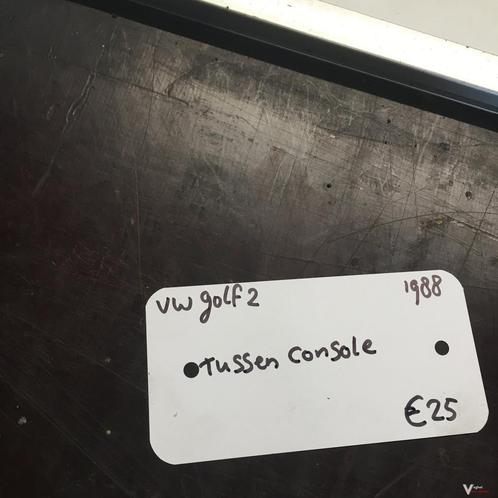 VW golf 2 1988
Tussen console
€25